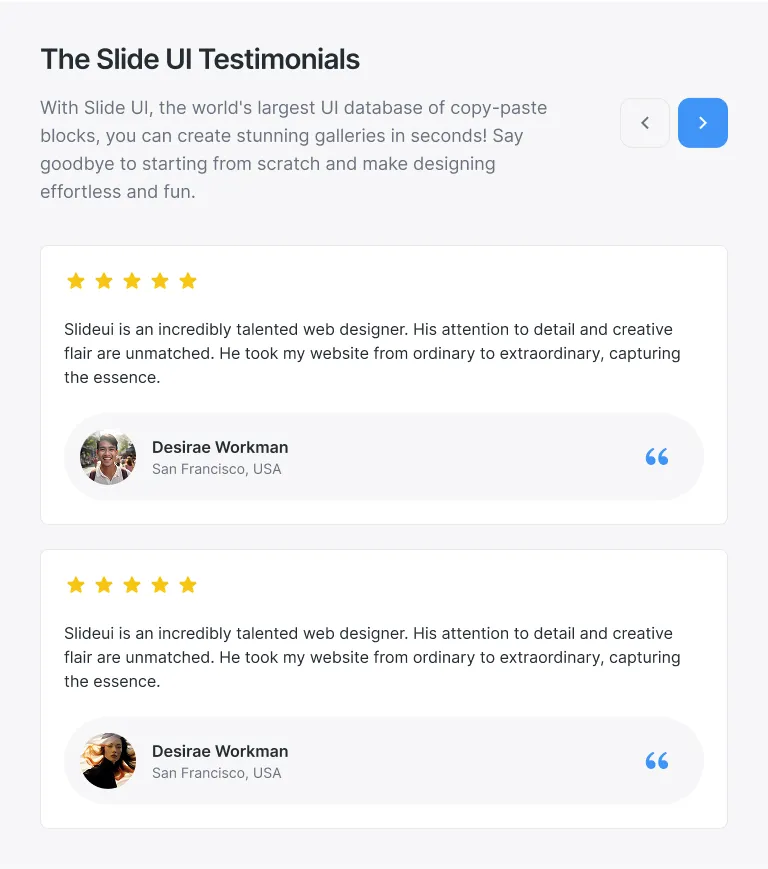 The Slide UI Testimonials
With Slide UI, the world's largest UI database of copy-paste
blocks, you can create stunning galleries in seconds! Say
goodbye to starting from scratch and make designing
effortless and fun.
Slideui is an incredibly talented web designer. His attention to detail and creative
flair are unmatched. He took my website from ordinary to extraordinary, capturing
the essence.
Desirae Workman
San Francisco, USA
Slideui is an incredibly talented web designer. His attention to detail and creative
flair are unmatched. He took my website from ordinary to extraordinary, capturing
the essence.
Desirae Workman
San Francisco, USA